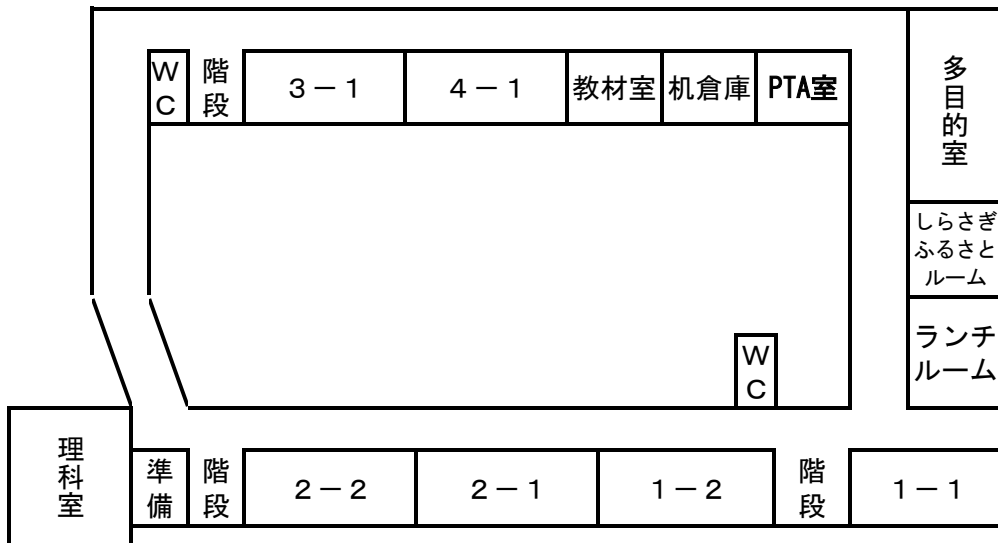 WC
階段
３－１
４－１
教材室
机倉庫
PTA室
多目的室
しらさぎ
ふるさと
ルーム
ランチ
ルーム
WC
理科室
準備
階段
２－２
２－１
１－２
階段
１－１